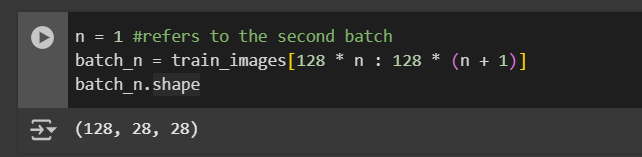 n = 1 #refers to the second batch
batch_n = train_images[128 * n : 128 * (n + 1)]
batch_n.shape
(128, 28, 28)